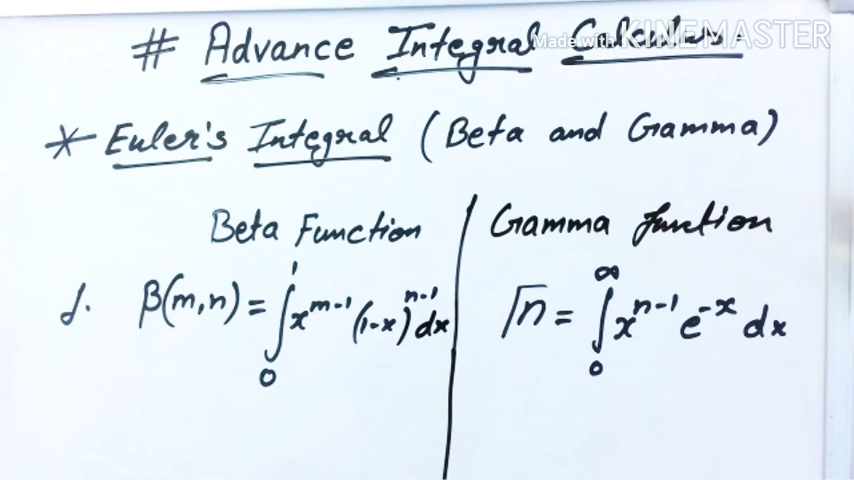 # Advance Integral Calculus.
Made with KINEMASTER
* Euler's Integral (Beta and Gamma)
Beta Function
d. β(m,n) = ∫₀¹ x^{m-1} (1-x)^{n-1} dx
Gamma function
Γn = ∫₀^∞ x^{n-1} e^{-x} dx